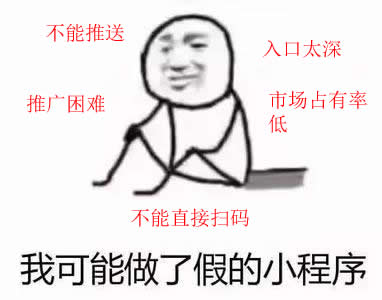 不能推送
入口太深
推广困难
市场占有率
低
不能直接扫码
我可能做了假的小程序